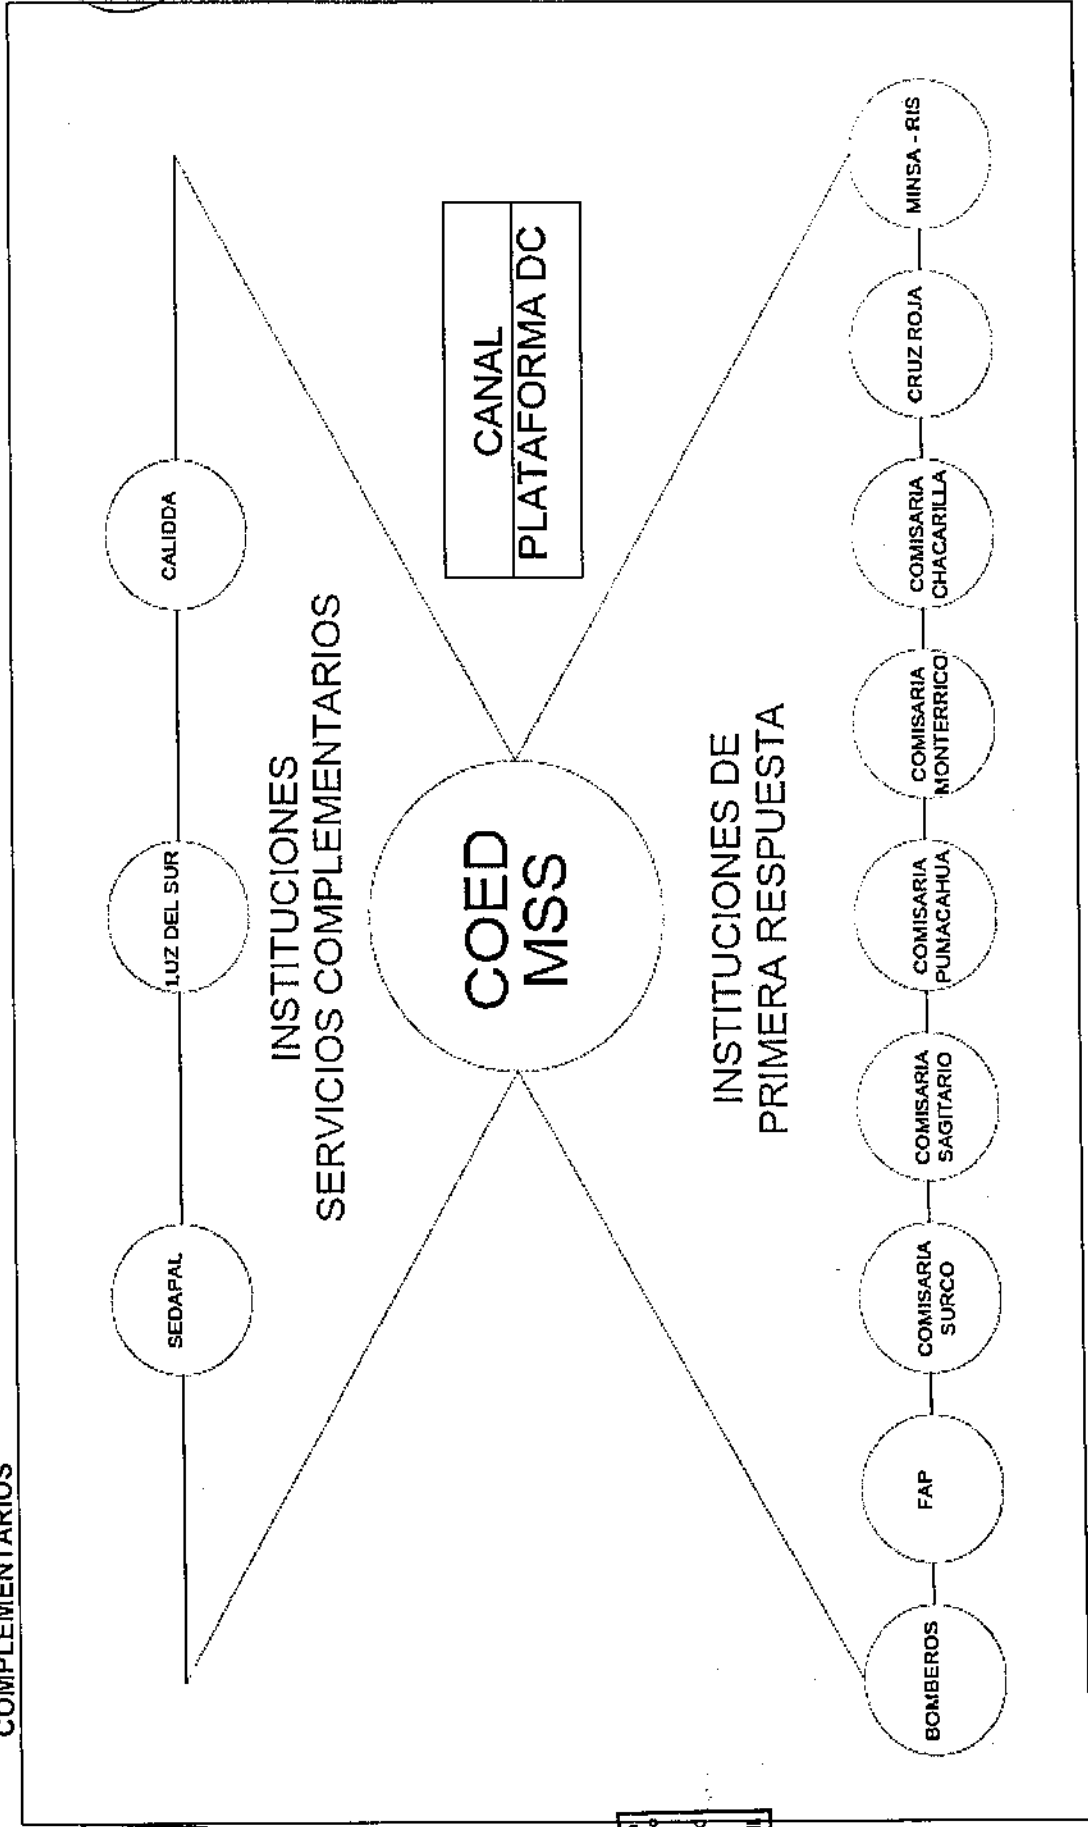 COMPLEMENTARIOS
SEDAPAL
LUZ DEL SUR
CALIDDA
INSTITUCIONES
SERVICIOS COMPLEMENTARIOS
COED
MSS
CANAL
PLATAFORMA DC
INSTITUCIONES DE
PRIMERA RESPUESTA
BOMBEROS
FAP
COMISARIA
SURCO
COMISARIA
SAGITARIO
COMISARIA
PUMACAHUA
COMISARIA
MONTERRICO
COMISARIA
CHACARILLA
CRUZ ROJA
MINSA - RIS